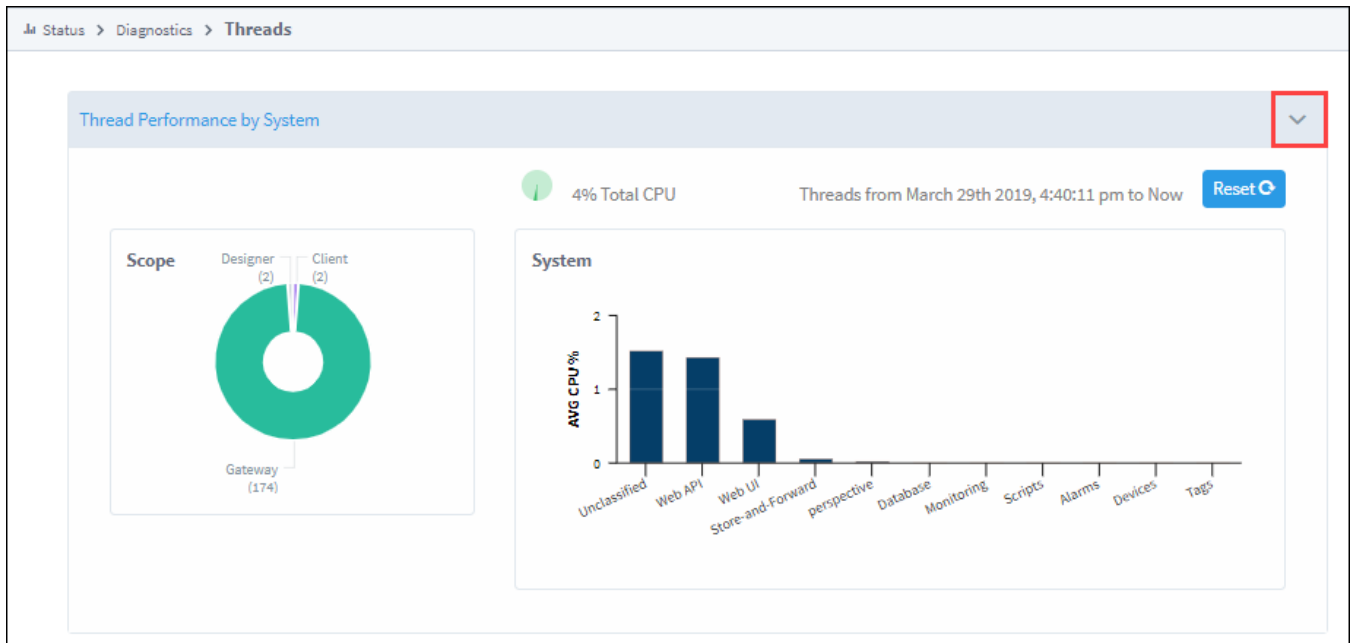 Status > Diagnostics > Threads
Thread Performance by System
4% Total CPU
Threads from March 29th 2019, 4:40:11 pm to Now
Reset
Scope
Designer
(2)
Client
(2)
Gateway
(174)
System
AVG CPU%
2
1
0
Unclassified
Web API
Web UI
Store-and-Forward
perspective
Database
Monitoring
Scripts
Alarms
Devices
Tags